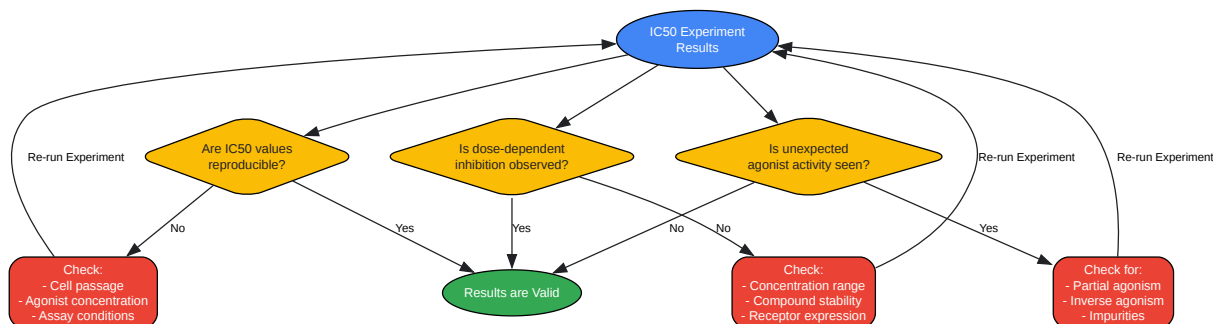 IC50 Experiment
Results
Are IC50 values
reproducible?
Is dose-dependent
inhibition observed?
Is unexpected
agonist activity seen?
Re-run Experiment
Re-run Experiment
Re-run Experiment
No
Yes
Yes
No
No
Yes
Check:
- Cell passage
- Agonist concentration
- Assay conditions
Results are Valid
Check:
- Concentration range
- Compound stability
- Receptor expression
Check for:
- Partial agonism
- Inverse agonism
- Impurities